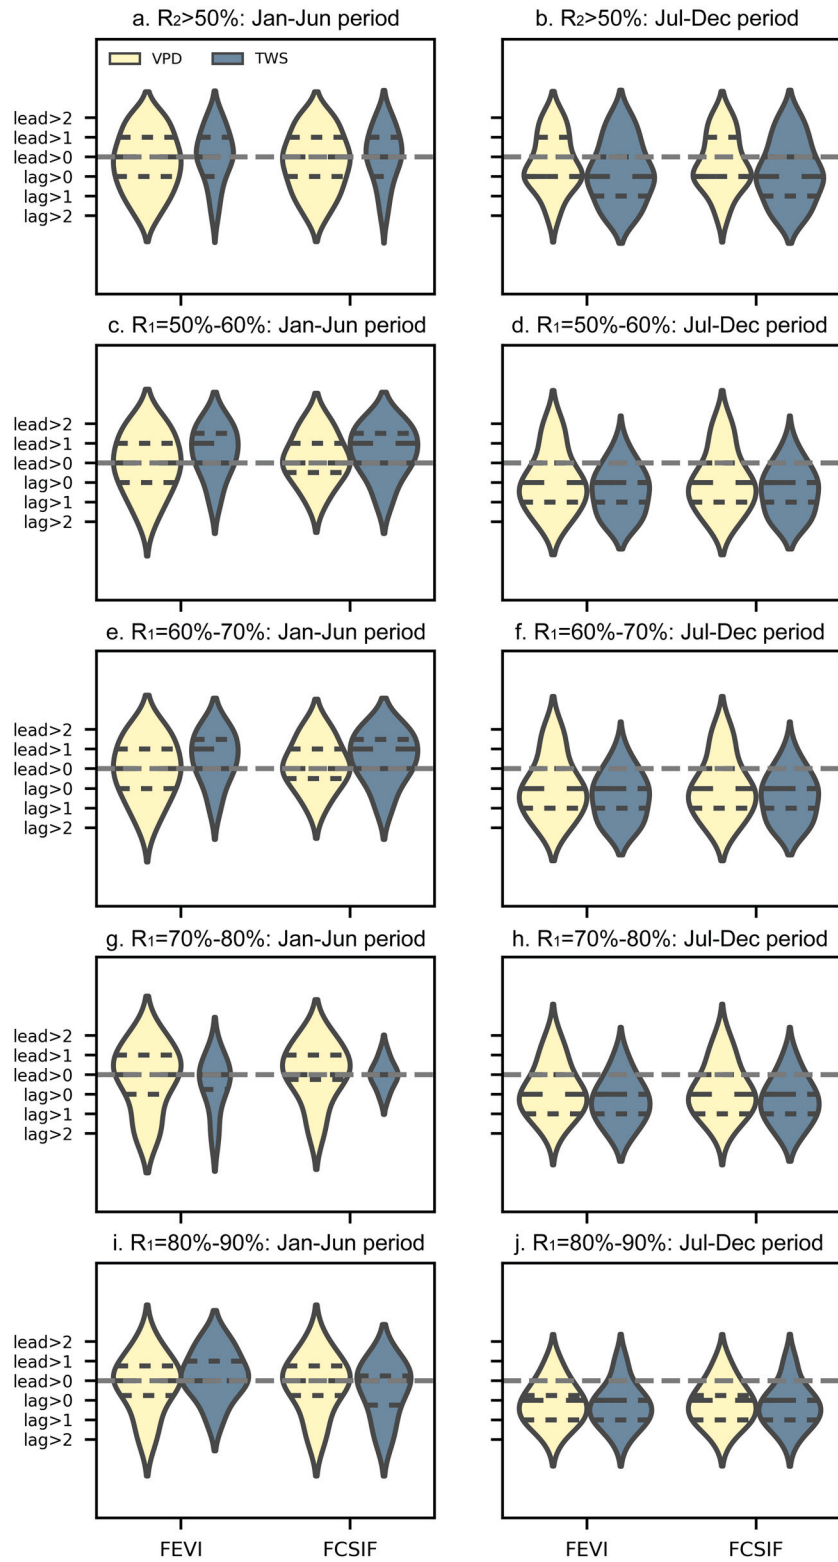 a. R2>50%: Jan-Jun period
b. R2>50%: Jul-Dec period
VPD
TWS
lead>2
lead>1
lead>0
lag>0
lag>1
lag>2
c. R1=50%-60%: Jan-Jun period
d. R1=50%-60%: Jul-Dec period
lead>2
lead>1
lead>0
lag>0
lag>1
lag>2
e. R1=60%-70%: Jan-Jun period
f. R1=60%-70%: Jul-Dec period
lead>2
lead>1
lead>0
lag>0
lag>1
lag>2
g. R1=70%-80%: Jan-Jun period
h. R1=70%-80%: Jul-Dec period
lead>2
lead>1
lead>0
lag>0
lag>1
lag>2
i. R1=80%-90%: Jan-Jun period
j. R1=80%-90%: Jul-Dec period
lead>2
lead>1
lead>0
lag>0
lag>1
lag>2
FEVI
FCSIF
FEVI
FCSIF